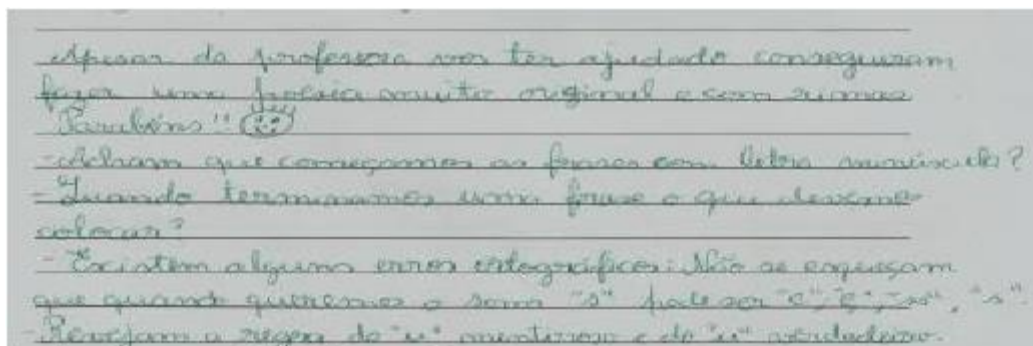 Apesar da professora vos ter ajudado conseguiram
fazer uma poesia muito original e com rimas
Parabéns!!
- Acham que começamos as frases com letra minúscula?
- Quando terminamos uma frase o que devemos
colocar?
- Existem alguns erros ortográficos: Não se esqueçam
que quando queremos o som "s" pode ser "c", "ç", "ss", "s"
- Revejam a regra do "u" mentiroso e do "u" verdadeiro.